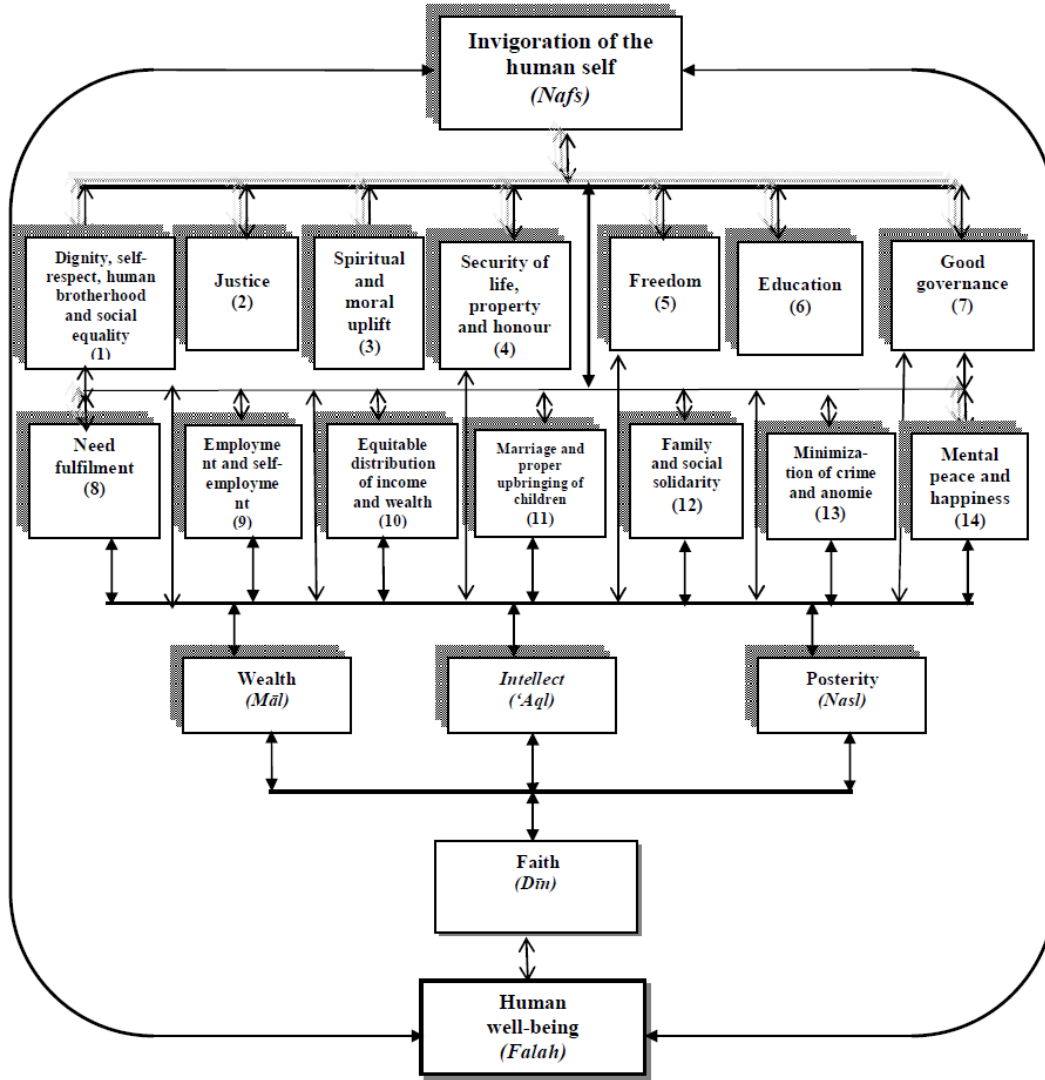 Invigoration of the
human self
(Nafs)
Dignity, self-
respect, human
brotherhood
and social
equality
(1)
Justice
(2)
Spiritual
and
moral
uplift
(3)
Security of
life,
property
and honour
(4)
Freedom
(5)
Education
(6)
Good
governance
(7)
Need
fulfilment
(8)
Employme
nt and self-
employme
nt
(9)
Equitable
distribution
of income
and wealth
(10)
Marriage and
proper
upbringing of
children
(11)
Family
and social
solidarity
(12)
Minimiza-
tion of crime
and anomie
(13)
Mental
peace and
happiness
(14)
Wealth
(Māl)
Intellect
(‘Aql)
Posterity
(Nasl)
Faith
(Dīn)
Human
well-being
(Falah)